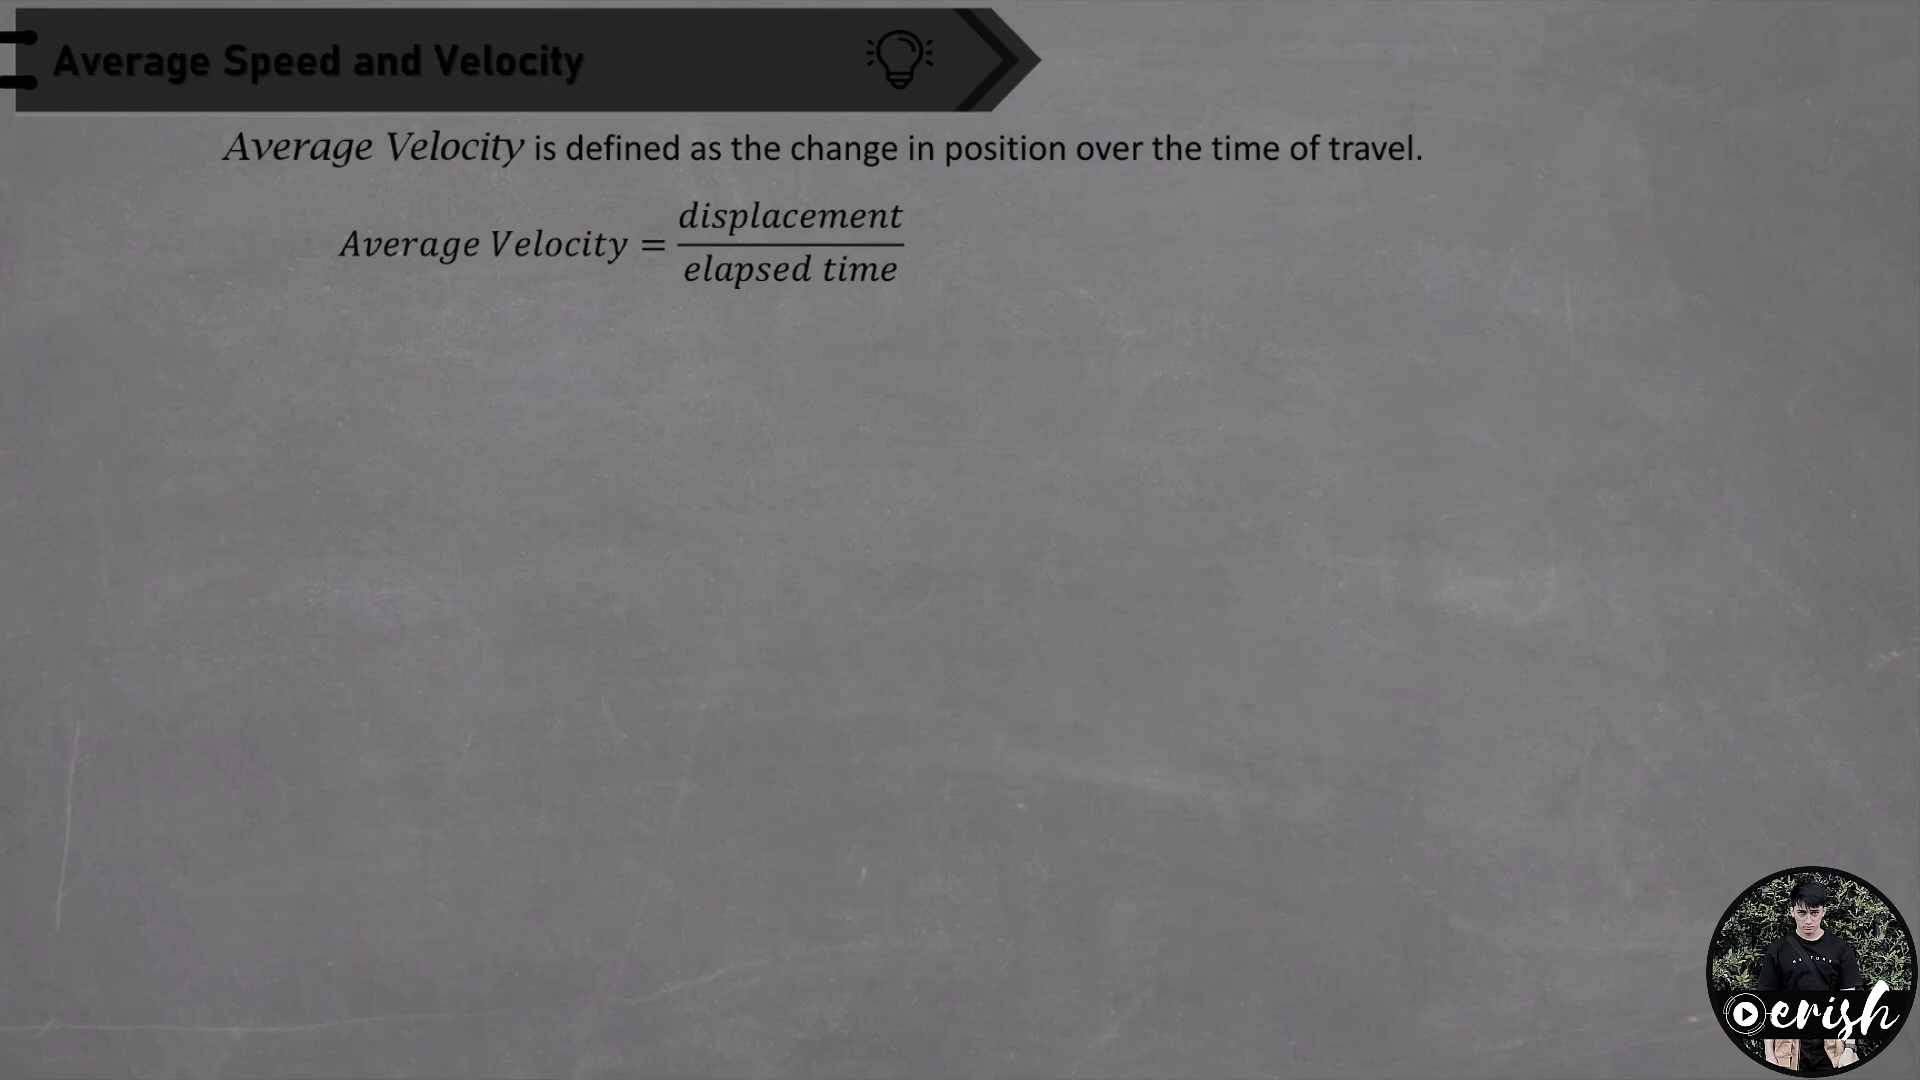 Average Speed and Velocity
Average Velocity is defined as the change in position over the time of travel.
Average Velocity = displacement / elapsed time
erish